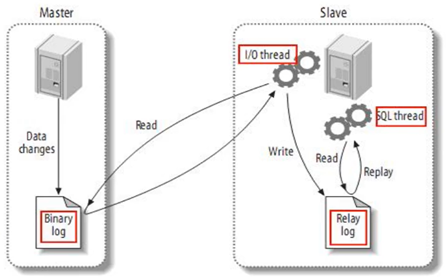 Master
Slave
I/O thread
SQL thread
Data
changes
Read
Write
Read
Replay
Binary
log
Relay
log